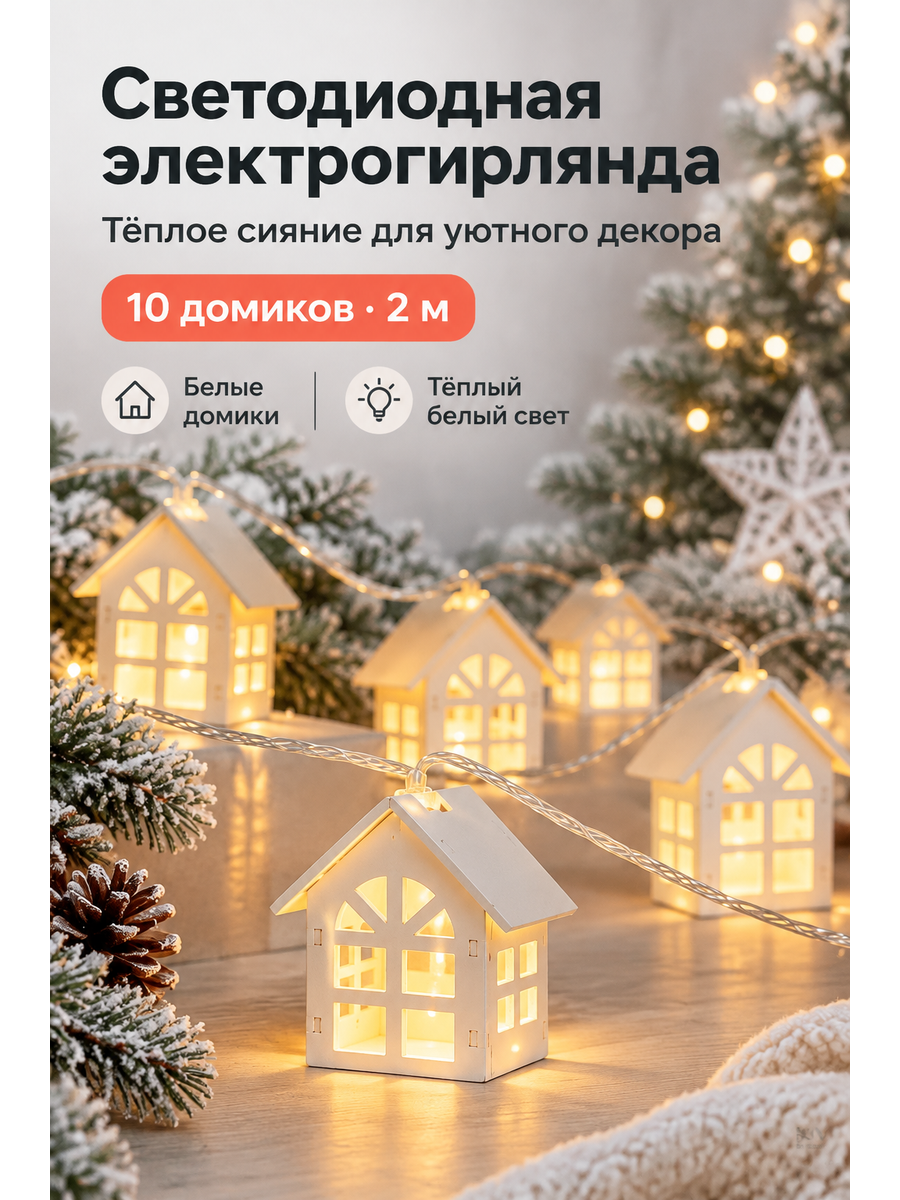 Светодиодная
электрогирлянда
Тёплое сияние для уютного декора
10 домиков · 2 м
Белые
домики
Тёплый
белый свет